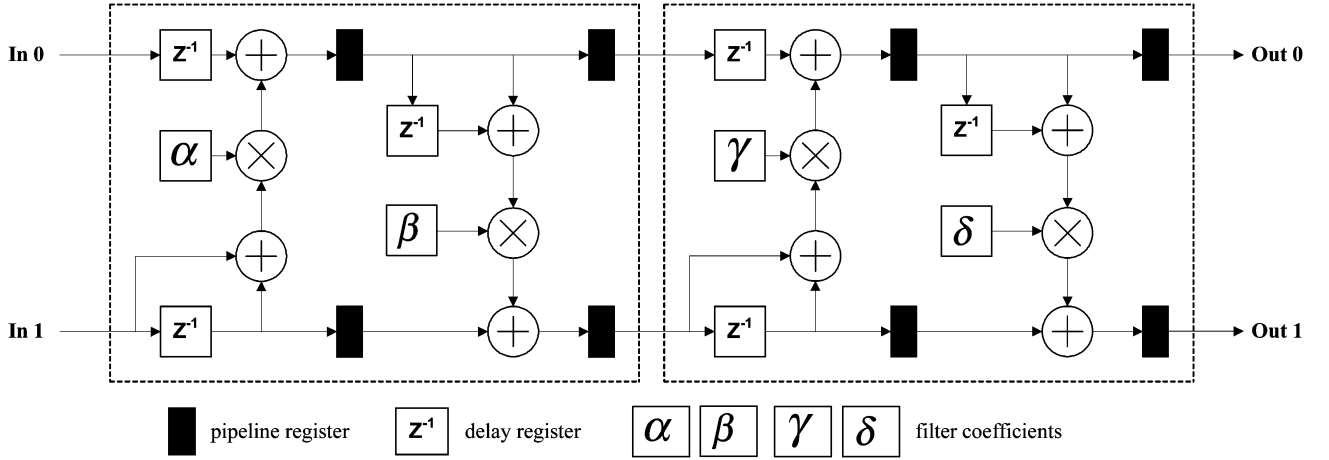 In 0
Z-1
Z-1
Out 0
Z-1
Z-1
α
γ
β
δ
In 1
Z-1
Z-1
Out 1
pipeline register
Z-1
delay register
α β γ δ
filter coefficients